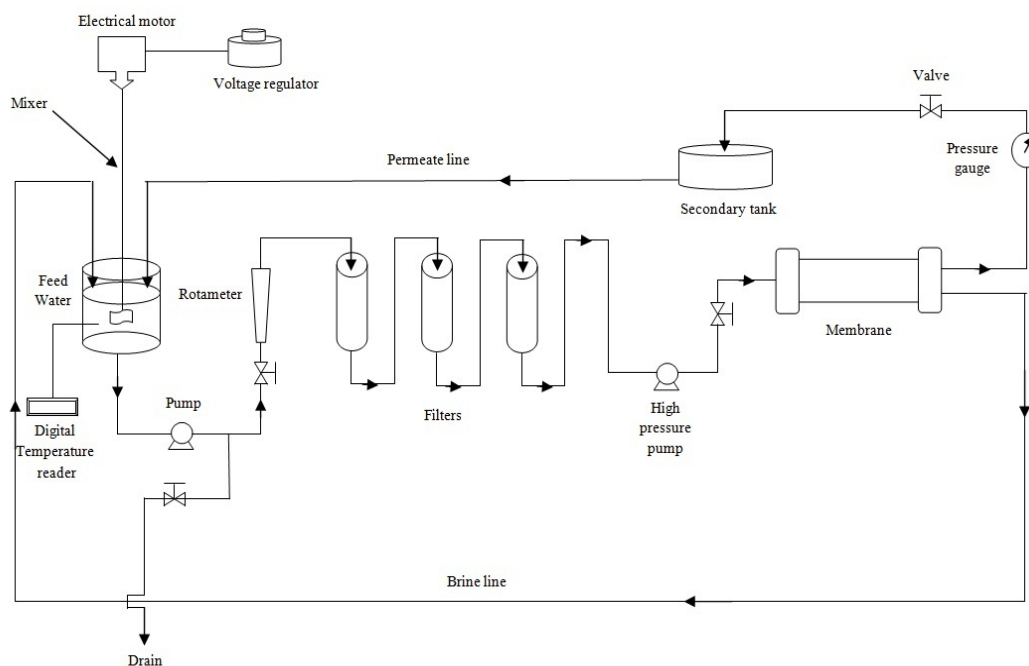 Electrical motor
Voltage regulator
Valve
Mixer
Permeate line
Pressure
gauge
Secondary tank
Feed
Water
Rotameter
Membrane
Pump
Filters
High
pressure
pump
Digital
Temperature
reader
Brine line
Drain